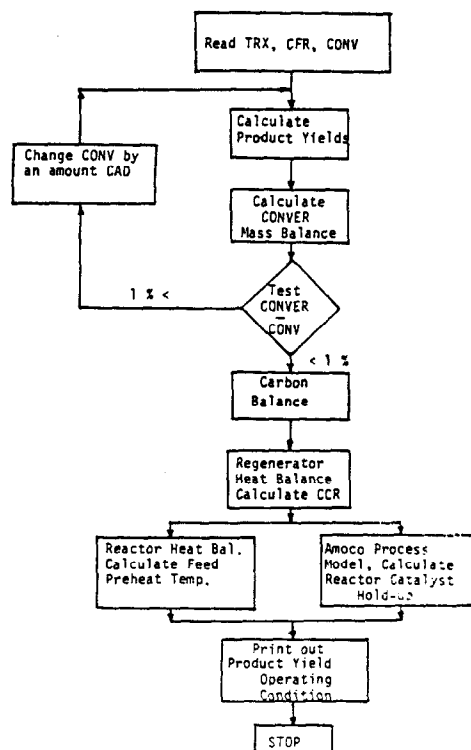 Read TRX, CFR, CONV
Calculate
Product Yields
Change CONV by
an amount CAD
Calculate
CONVER
Mass Balance
1 % <
Test
CONVER
-
CONV
< 1 %
Carbon
Balance
Regenerator
Heat Balance
Calculate CCR
Reactor Heat Bal.
Calculate Feed
Preheat Temp.
Amoco Process
Model, Calculate
Reactor Catalyst
Hold-up
Print out
Product Yield
Operating
Condition
STOP